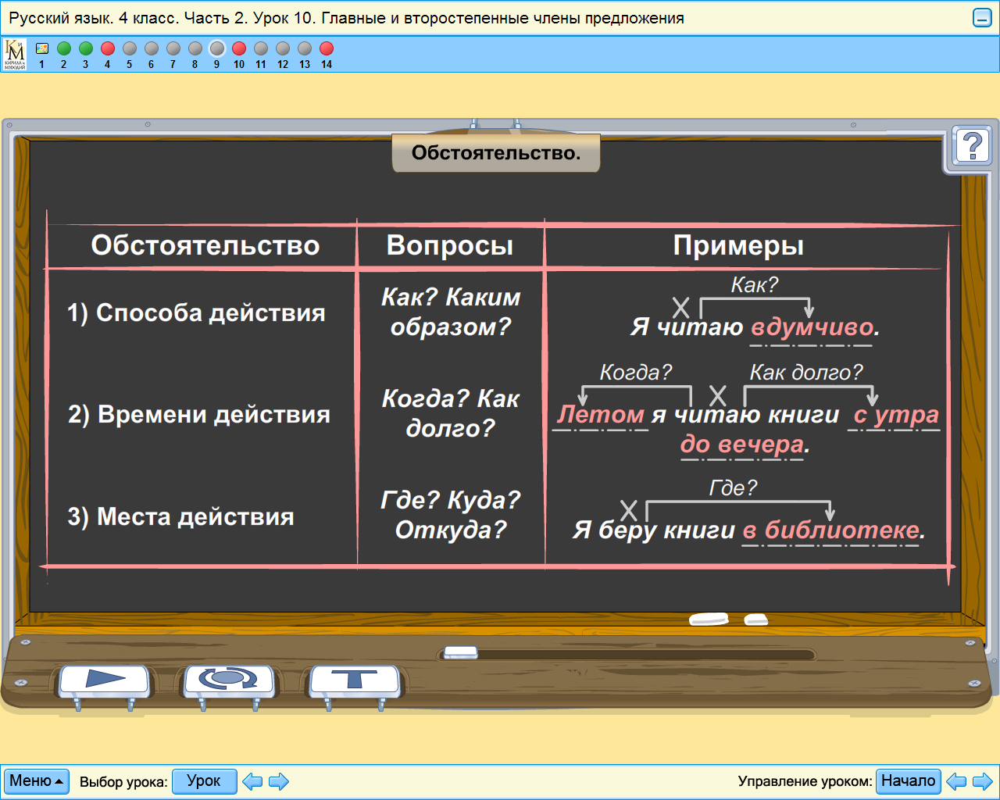 Русский язык. 4 класс. Часть 2. Урок 10. Главные и второстепенные члены предложения
К и М
КИРИЛЛ и МЕФОДИЙ
1 2 3 4 5 6 7 8 9 10 11 12 13 14
Обстоятельство.
?
Обстоятельство Вопросы Примеры
1) Способа действия
Как? Каким
образом?
Как?
Я читаю вдумчиво.
2) Времени действия
Когда? Как
долго?
Когда? Как долго?
Летом я читаю книги с утра
до вечера.
3) Места действия
Где? Куда?
Откуда?
Где?
Я беру книги в библиотеке.
Т
Меню Выбор урока: Урок Управление уроком: Начало